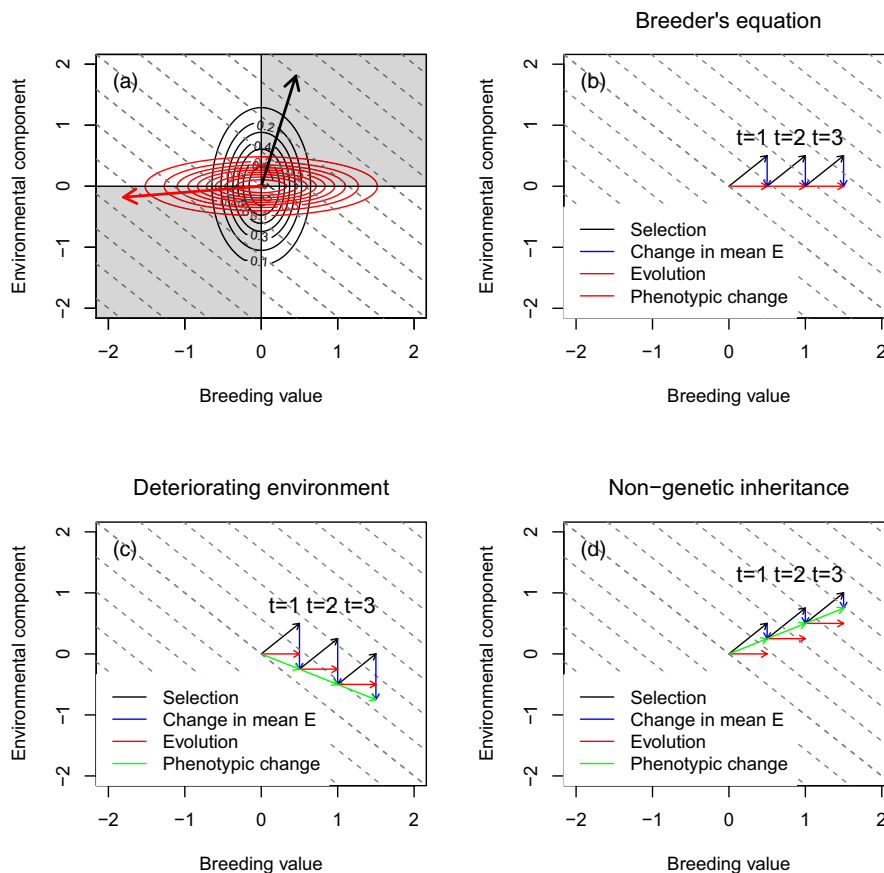 Breeder's equation
(a)
0.2
0.4
0.3
0.1
2
1
0
−1
−2
Environmental component
−2 −1 0 1 2
Breeding value
(b)
t=1 t=2 t=3
Selection
Change in mean E
Evolution
Phenotypic change
2
1
0
−1
−2
Environmental component
−2 −1 0 1 2
Breeding value
Deteriorating environment
(c)
t=1 t=2 t=3
Selection
Change in mean E
Evolution
Phenotypic change
2
1
0
−1
−2
Environmental component
−2 −1 0 1 2
Breeding value
Non−genetic inheritance
(d)
t=1 t=2 t=3
Selection
Change in mean E
Evolution
Phenotypic change
2
1
0
−1
−2
Environmental component
−2 −1 0 1 2
Breeding value